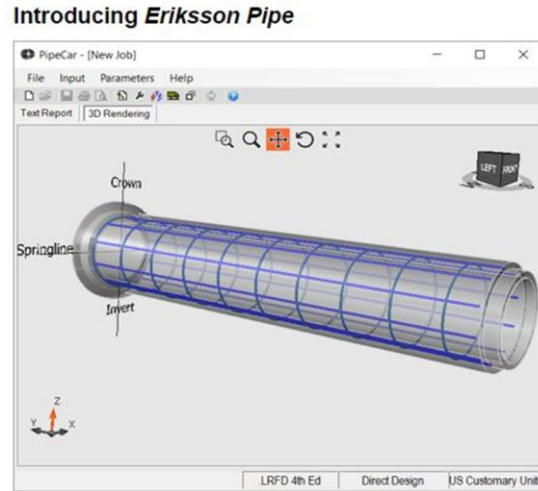 Introducing Eriksson Pipe
PipeCar - [New Job]
File Input Parameters Help
Text Report 3D Rendering
LEFT FRONT
Crown
Springline
Invert
Z
Y X
LRFD 4th Ed Direct Design US Customary Unit